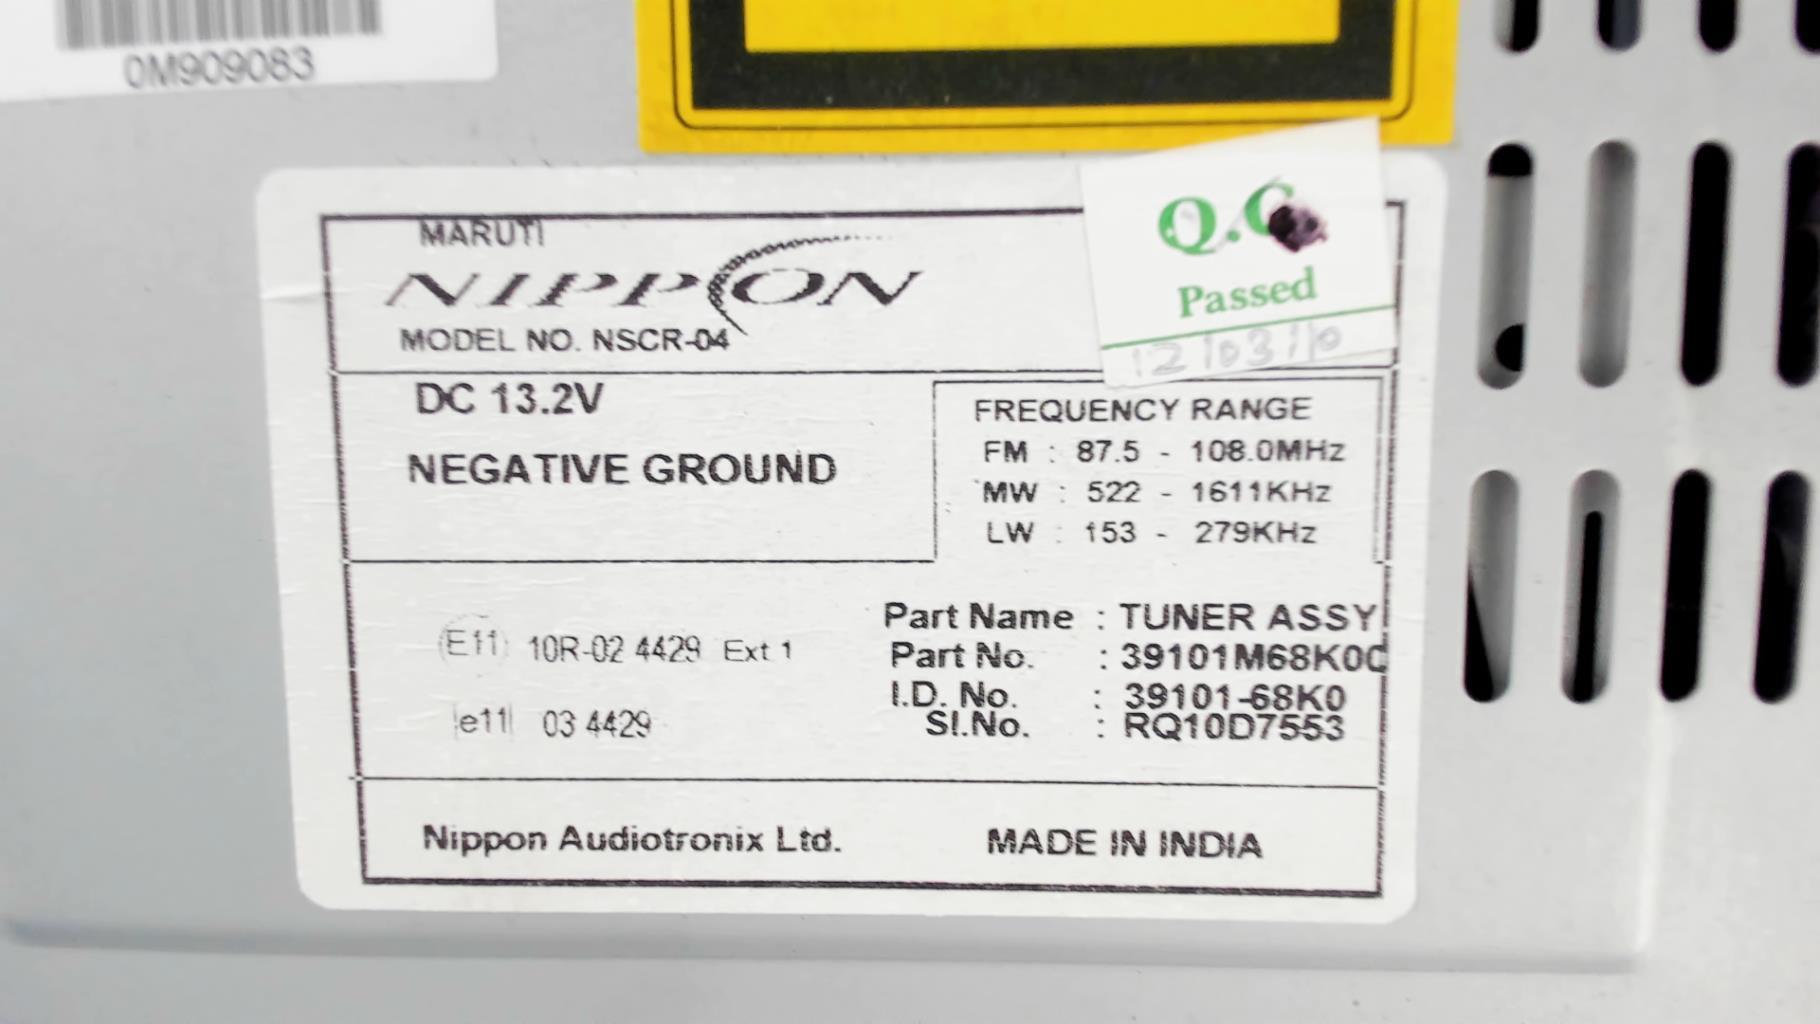 0M909083
MARUTI
NIPPON
MODEL NO. NSCR-04
Q.C
Passed
12/03/10
DC 13.2V
NEGATIVE GROUND
FREQUENCY RANGE
FM : 87.5 - 108.0MHz
MW : 522 - 1611KHz
LW : 153 - 279KHz
E11 10R-02 4429 Ext 1
e11 03 4429
Part Name : TUNER ASSY
Part No. : 39101M68K00
I.D. No. : 39101-68K0
Sl.No. : RQ10D7553
Nippon Audiotronix Ltd.
MADE IN INDIA